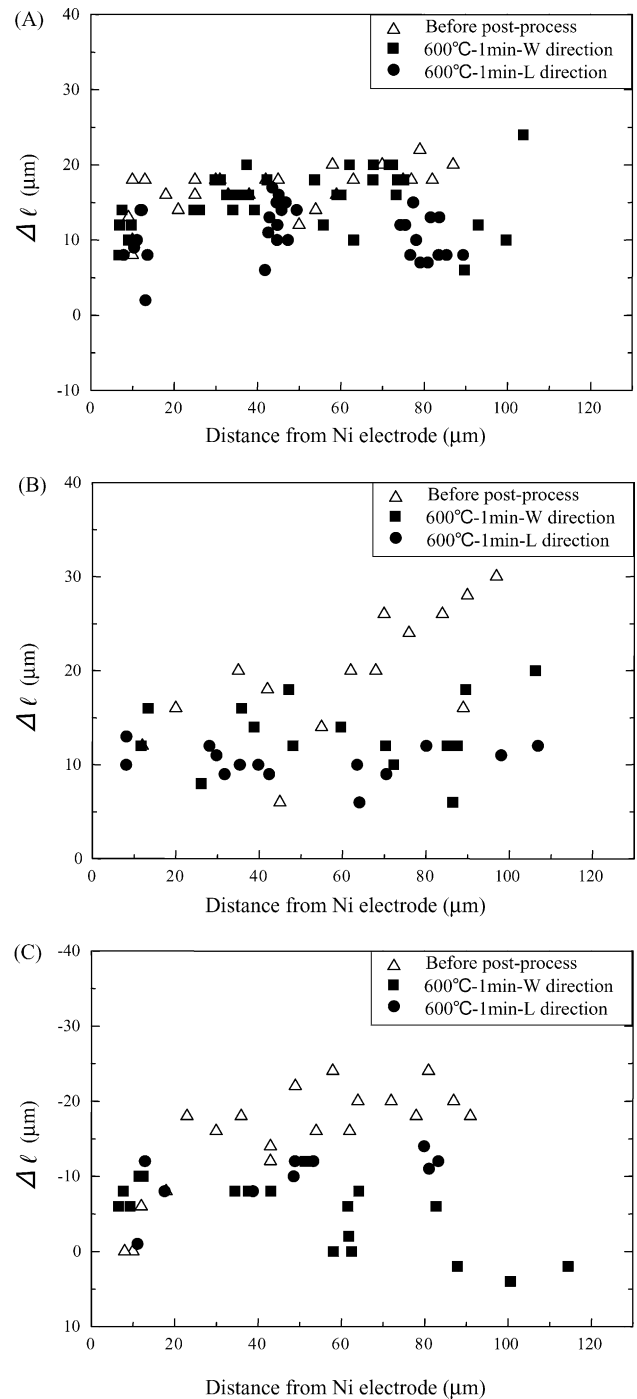 (A)
Before post-process
600℃-1min-W direction
600℃-1min-L direction
40
30
20
10
0
-10
Δℓ (μm)
0 20 40 60 80 100 120
Distance from Ni electrode (μm)
(B)
Before post-process
600℃-1min-W direction
600℃-1min-L direction
40
30
20
10
0
Δℓ (μm)
0 20 40 60 80 100 120
Distance from Ni electrode (μm)
(C)
Before post-process
600℃-1min-W direction
600℃-1min-L direction
-40
-30
-20
-10
0
10
Δℓ (μm)
0 20 40 60 80 100 120
Distance from Ni electrode (μm)